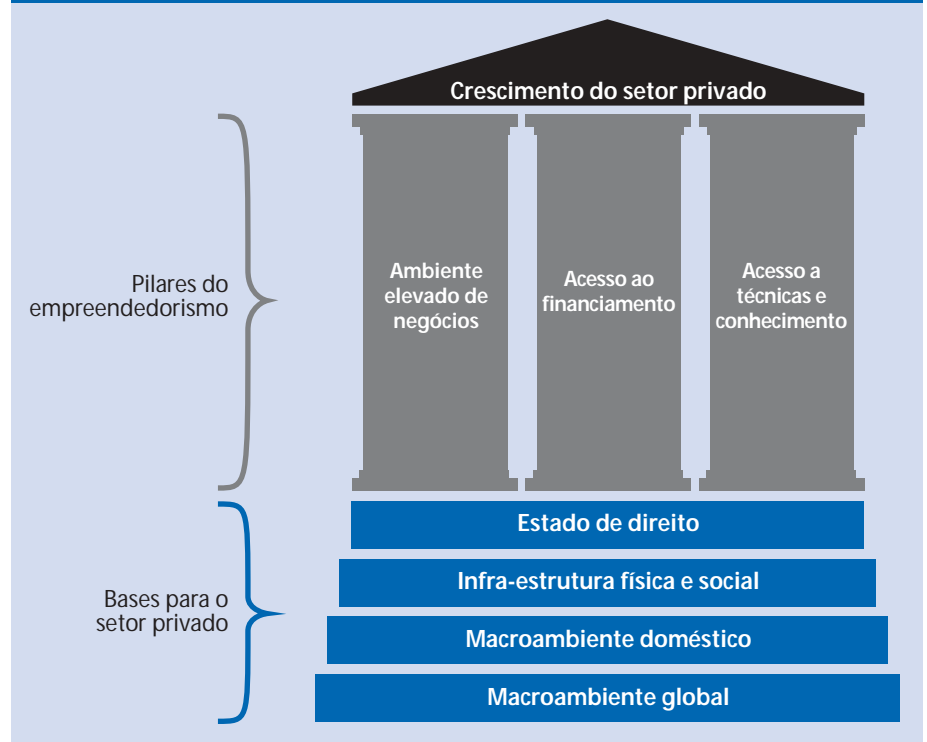 Crescimento do setor privado
Pilares do
empreendedorismo
Ambiente
elevado de
negócios
Acesso ao
financiamento
Acesso a
técnicas e
conhecimento
Bases para o
setor privado
Estado de direito
Infra-estrutura física e social
Macroambiente doméstico
Macroambiente global